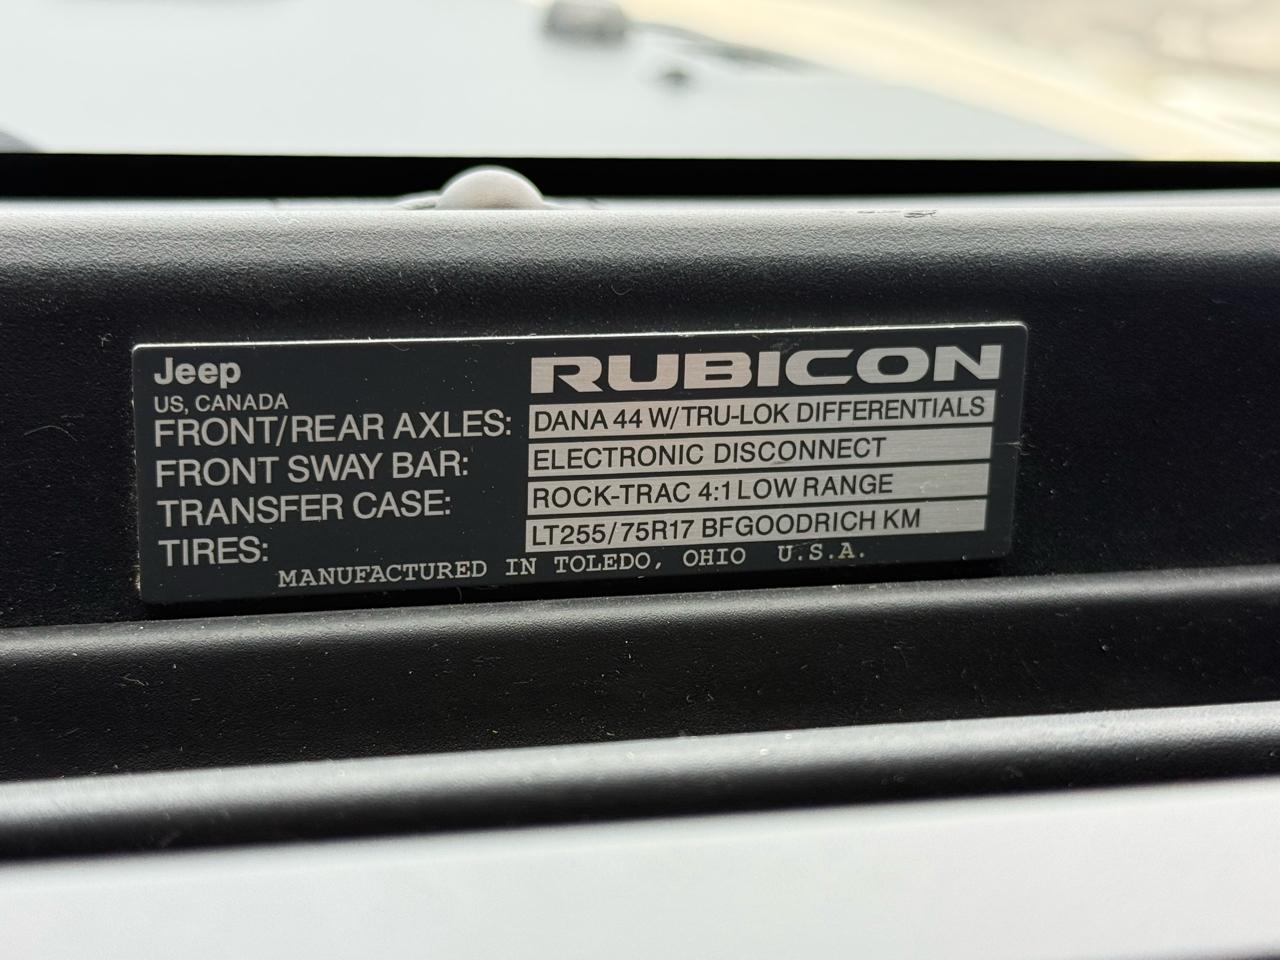 Jeep
RUBICON
US, CANADA
FRONT/REAR AXLES: DANA 44 W/TRU-LOK DIFFERENTIALS
FRONT SWAY BAR: ELECTRONIC DISCONNECT
TRANSFER CASE: ROCK-TRAC 4:1 LOW RANGE
TIRES: LT255/75R17 BFGOODRICH KM
MANUFACTURED IN TOLEDO, OHIO U.S.A.